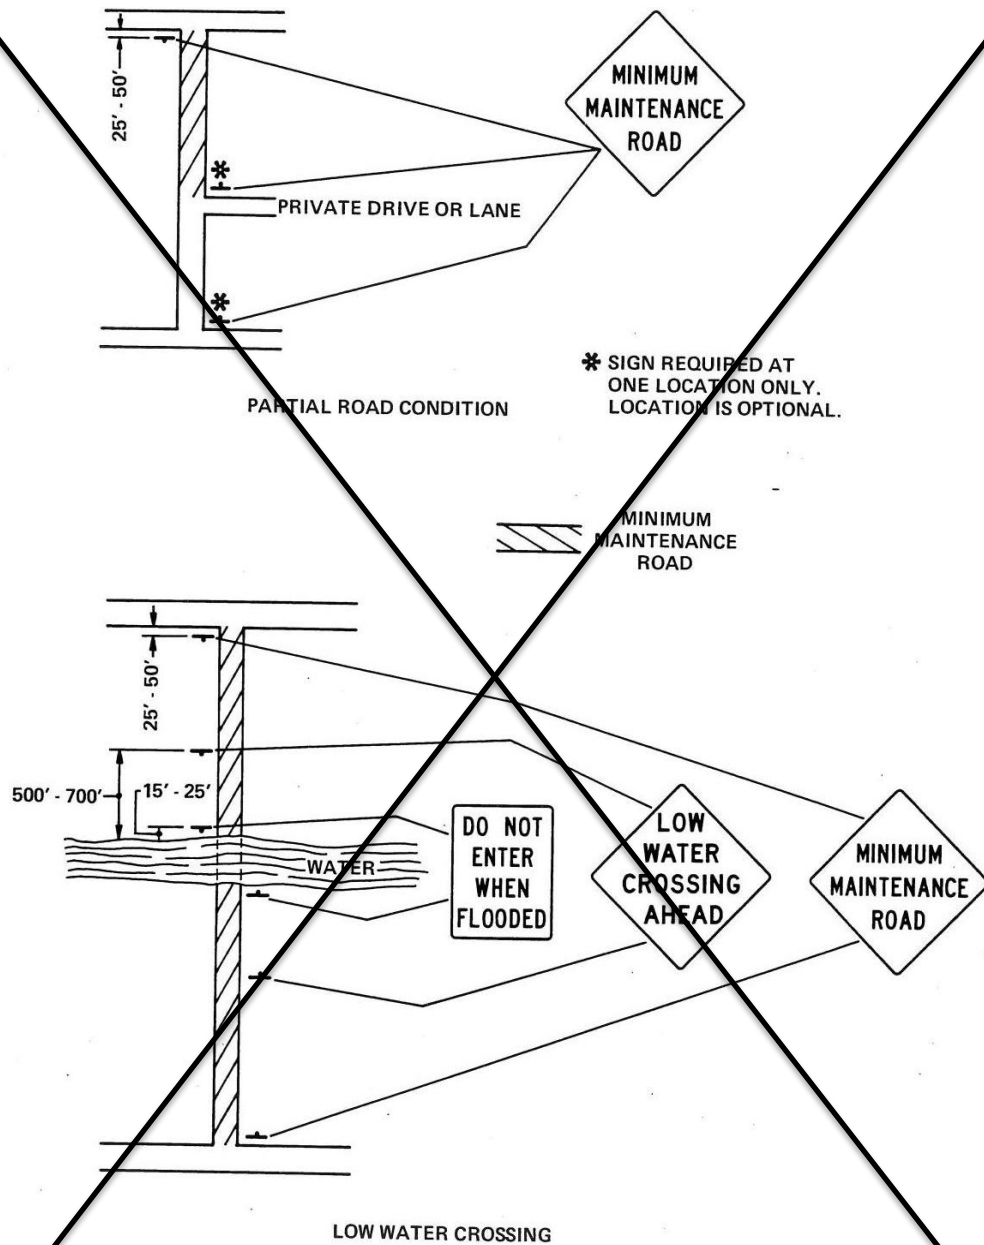 25' - 50'
MINIMUM
MAINTENANCE
ROAD
*
PRIVATE DRIVE OR LANE
*
* SIGN REQUIRED AT
ONE LOCATION ONLY.
LOCATION IS OPTIONAL.
PARTIAL ROAD CONDITION
MINIMUM
MAINTENANCE
ROAD
25' - 50'
500' - 700'
15' - 25'
WATER
DO NOT
ENTER
WHEN
FLOODED
LOW
WATER
CROSSING
AHEAD
MINIMUM
MAINTENANCE
ROAD
LOW WATER CROSSING